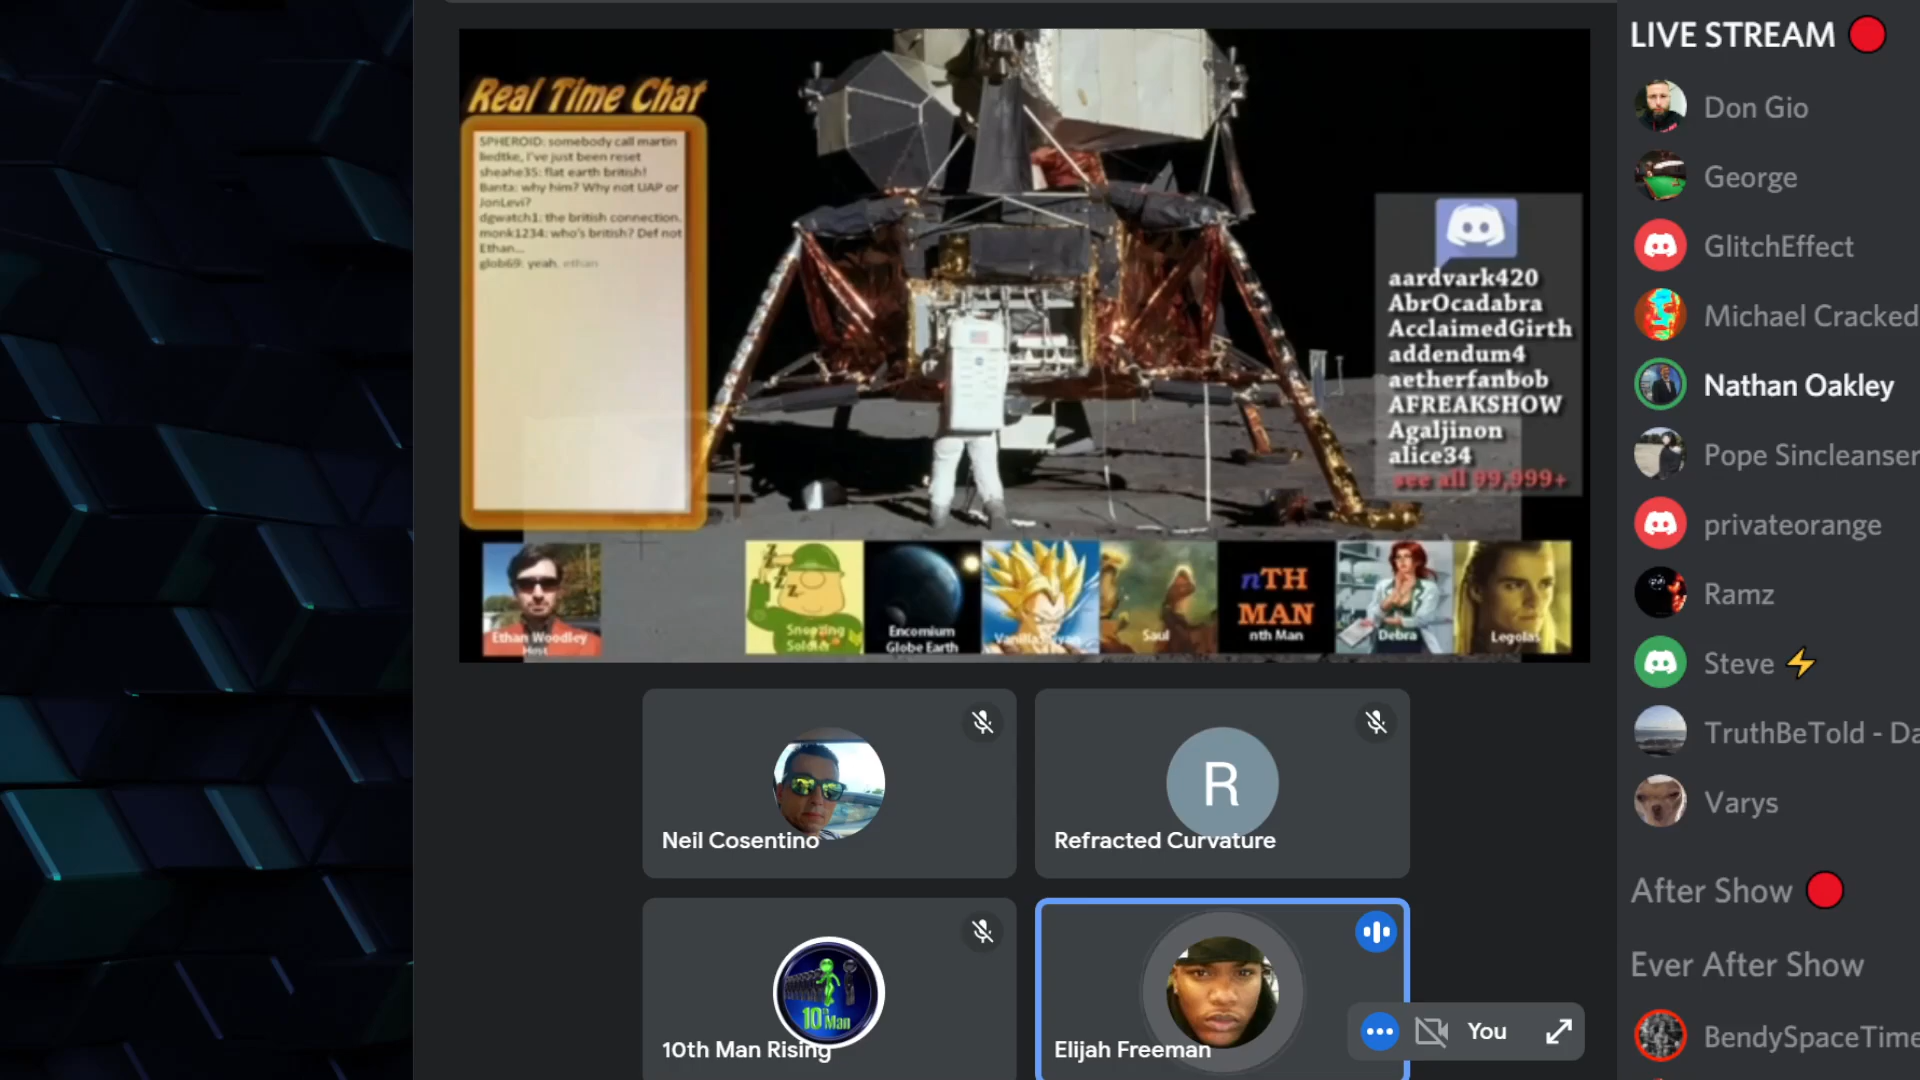 Real Time Chat
SPHEROID: somebody call martin
liedtke, I've just been reset
sheahe35: flat earth british!
Banta: why him? Why not UAP or
JonLevi?
dgwatch1: the british connection.
monk1234: who's british? Def not
Ethan...
glob69: yeah, ethan
aardvark420
AbrOcadabra
AcclaimedGirth
addendum4
aetherfanbob
AFREAKSHOW
Agaljinon
alice34
see all 99,999+
Ethan Woodley
Host
Z Z Z Z
Snoozing
Soldier
Encomium
Globe Earth
Saul
nTH
MAN
nth Man
Debra
Legolas
Neil Cosentino
R
Refracted Curvature
10th Man
10th Man Rising
Elijah Freeman
You
LIVE STREAM
Don Gio
George
GlitchEffect
Michael Cracked
Nathan Oakley
Pope Sincleanser
privateorange
Ramz
Steve
TruthBeTold - Da
Varys
After Show
Ever After Show
BendySpaceTime